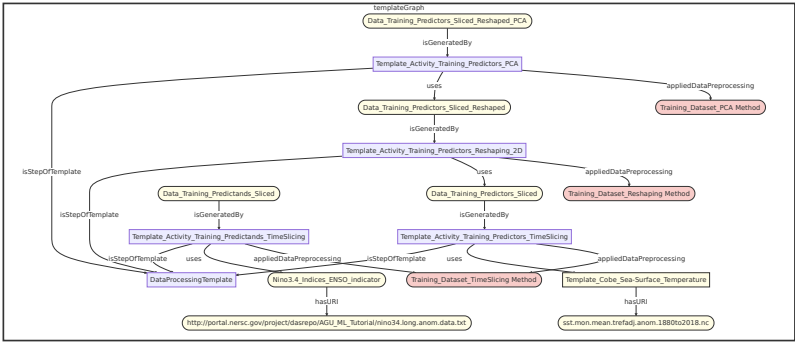 templateGraph
Data_Training_Predictors_Sliced_Reshaped_PCA
isGeneratedBy
Template_Activity_Training_Predictors_PCA
uses
appliedDataPreprocessing
Data_Training_Predictors_Sliced_Reshaped
Training_Dataset_PCA Method
isGeneratedBy
Template_Activity_Training_Predictors_Reshaping_2D
isStepOfTemplate
uses
appliedDataPreprocessing
Data_Training_Predictands_Sliced
Data_Training_Predictors_Sliced
Training_Dataset_Reshaping Method
isStepOfTemplate
isGeneratedBy
isGeneratedBy
Template_Activity_Training_Predictands_TimeSlicing
Template_Activity_Training_Predictors_TimeSlicing
isStepOfTemplate
uses
appliedDataPreprocessing
isStepOfTemplate
uses
appliedDataPreprocessing
DataProcessingTemplate
Nino3.4_Indices_ENSO_indicator
Training_Dataset_TimeSlicing Method
Template_Cobe_Sea-Surface_Temperature
hasURI
hasURI
http://portal.nersc.gov/project/dasrepo/AGU_ML_Tutorial/nino34.long.anom.data.txt
sst.mon.mean.trefadj.anom.1880to2018.nc